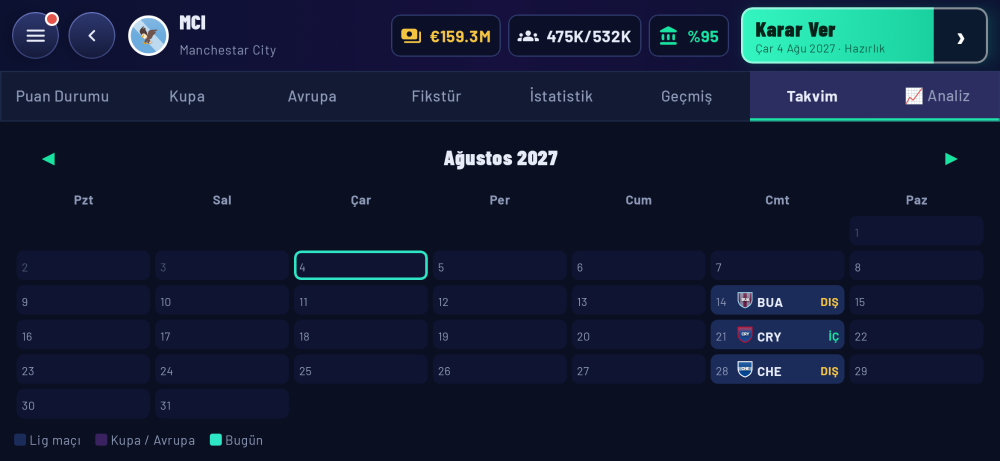 MCI
Manchestar City
€159.3M
475K/532K
%95
Karar Ver
Çar 4 Ağu 2027 · Hazırlık
Puan Durumu Kupa Avrupa Fikstür İstatistik Geçmiş Takvim Analiz
Ağustos 2027
Pzt Sal Çar Per Cum Cmt Paz
1
2 3 4 5 6 7 8
9 10 11 12 13 14 BUA DIŞ 15
16 17 18 19 20 21 CRY İÇ 22
23 24 25 26 27 28 CHE DIŞ 29
30 31
Lig maçı Kupa / Avrupa Bugün